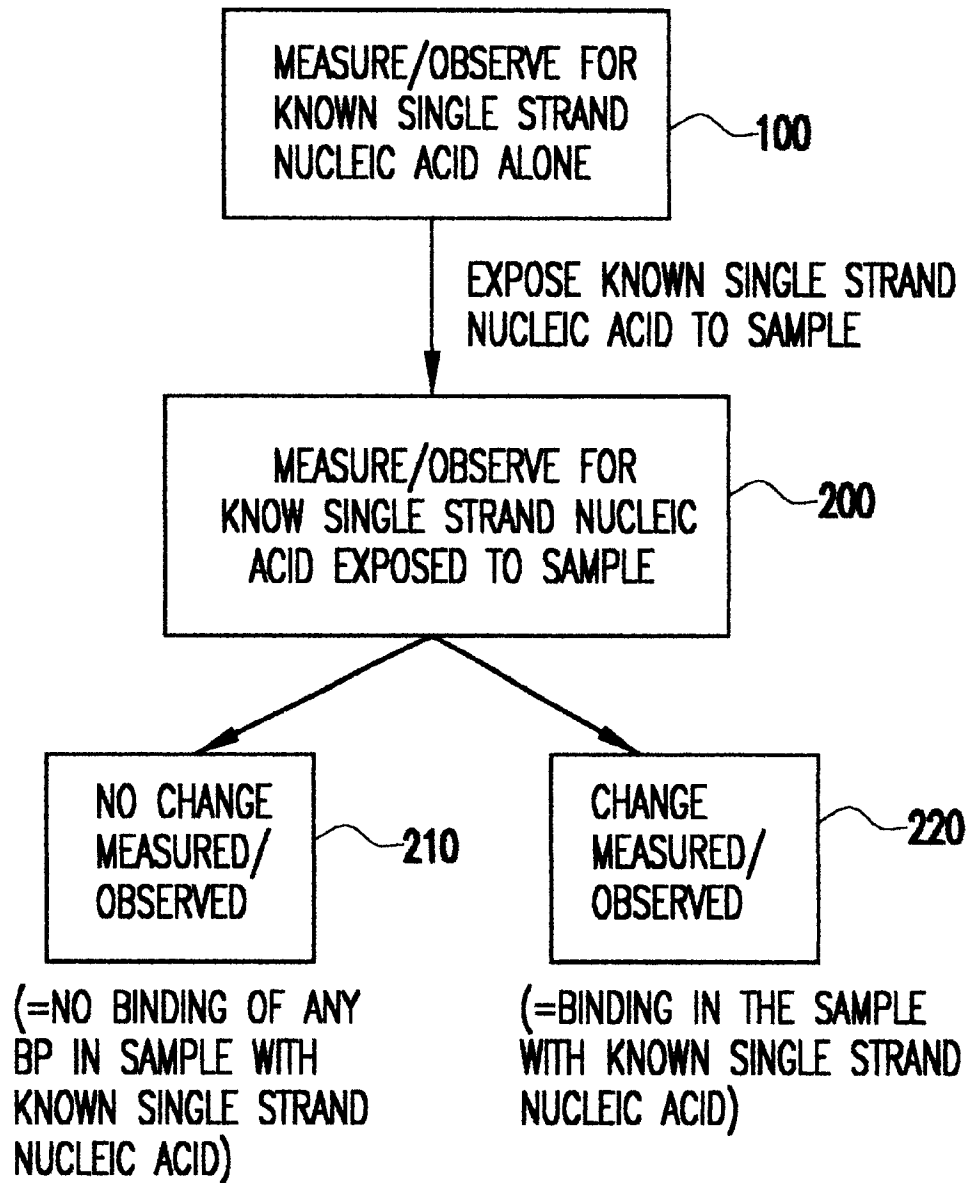 MEASURE/OBSERVE FOR
KNOWN SINGLE STRAND
NUCLEIC ACID ALONE
100
EXPOSE KNOWN SINGLE STRAND
NUCLEIC ACID TO SAMPLE
MEASURE/OBSERVE FOR
KNOW SINGLE STRAND NUCLEIC
ACID EXPOSED TO SAMPLE
200
NO CHANGE
MEASURED/
OBSERVED
210
(=NO BINDING OF ANY
BP IN SAMPLE WITH
KNOWN SINGLE STRAND
NUCLEIC ACID)
CHANGE
MEASURED/
OBSERVED
220
(=BINDING IN THE SAMPLE
WITH KNOWN SINGLE STRAND
NUCLEIC ACID)